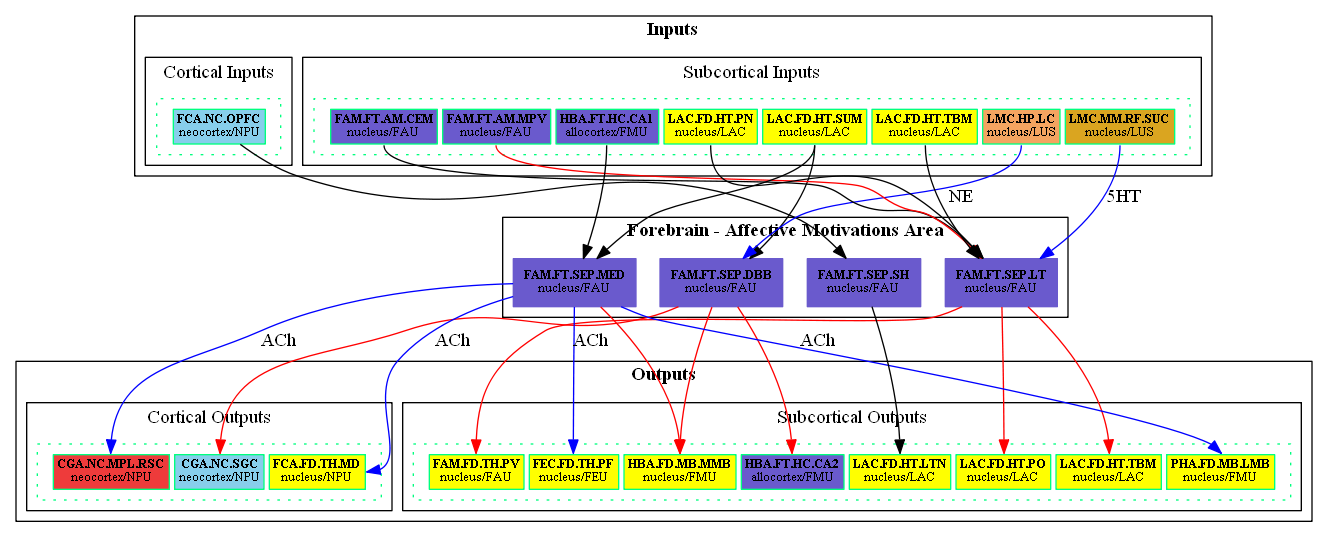 Inputs
Cortical Inputs
Subcortical Inputs
FCA.NC.OPFC
neocortex/NPU
FAM.FT.AM.CEM
nucleus/FAU
FAM.FT.AM.MPV
nucleus/FAU
HBA.FT.HC.CA1
allocortex/FMU
LAC.FD.HT.PN
nucleus/LAC
LAC.FD.HT.SUM
nucleus/LAC
LAC.FD.HT.TBM
nucleus/LAC
LMC.HP.LC
nucleus/LUS
LMC.MM.RF.SUC
nucleus/LUS
NE
5HT
Forebrain - Affective Motivations Area
FAM.FT.SEP.MED
nucleus/FAU
FAM.FT.SEP.DBB
nucleus/FAU
FAM.FT.SEP.SH
nucleus/FAU
FAM.FT.SEP.LT
nucleus/FAU
ACh
ACh
ACh
ACh
Outputs
Cortical Outputs
Subcortical Outputs
CGA.NC.MPL.RSC
neocortex/NPU
CGA.NC.SGC
neocortex/NPU
FCA.FD.TH.MD
nucleus/NPU
FAM.FD.TH.PV
nucleus/FAU
FEC.FD.TH.PF
nucleus/FEU
HBA.FD.MB.MMB
nucleus/FMU
HBA.FT.HC.CA2
allocortex/FMU
LAC.FD.HT.LTN
nucleus/LAC
LAC.FD.HT.PO
nucleus/LAC
LAC.FD.HT.TBM
nucleus/LAC
PHA.FD.MB.LMB
nucleus/FMU